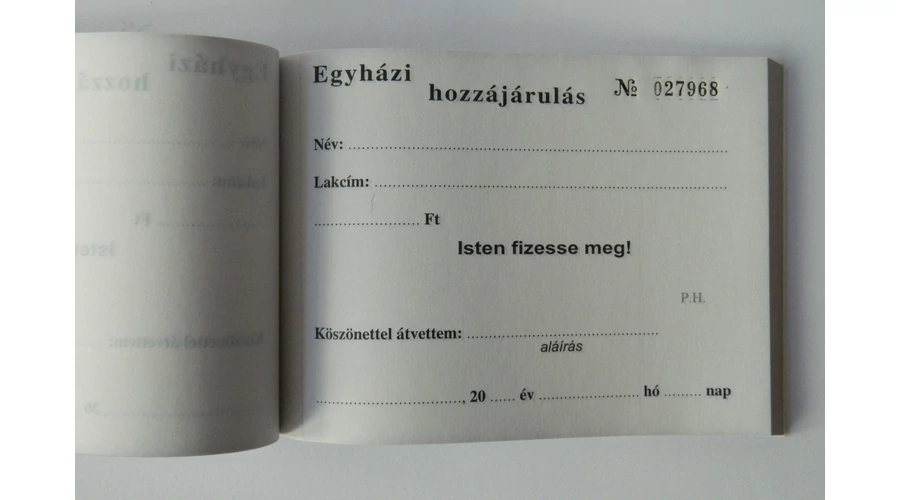 Egyházi
hozzájárulás № 027968
Név: ........................................................................
Lakcím: ........................................................................
........................ Ft
Isten fizesse meg!
P.H.
Köszönettel átvettem: ........................................
aláírás
................................, 20 ...... év ........................ hó ......... nap